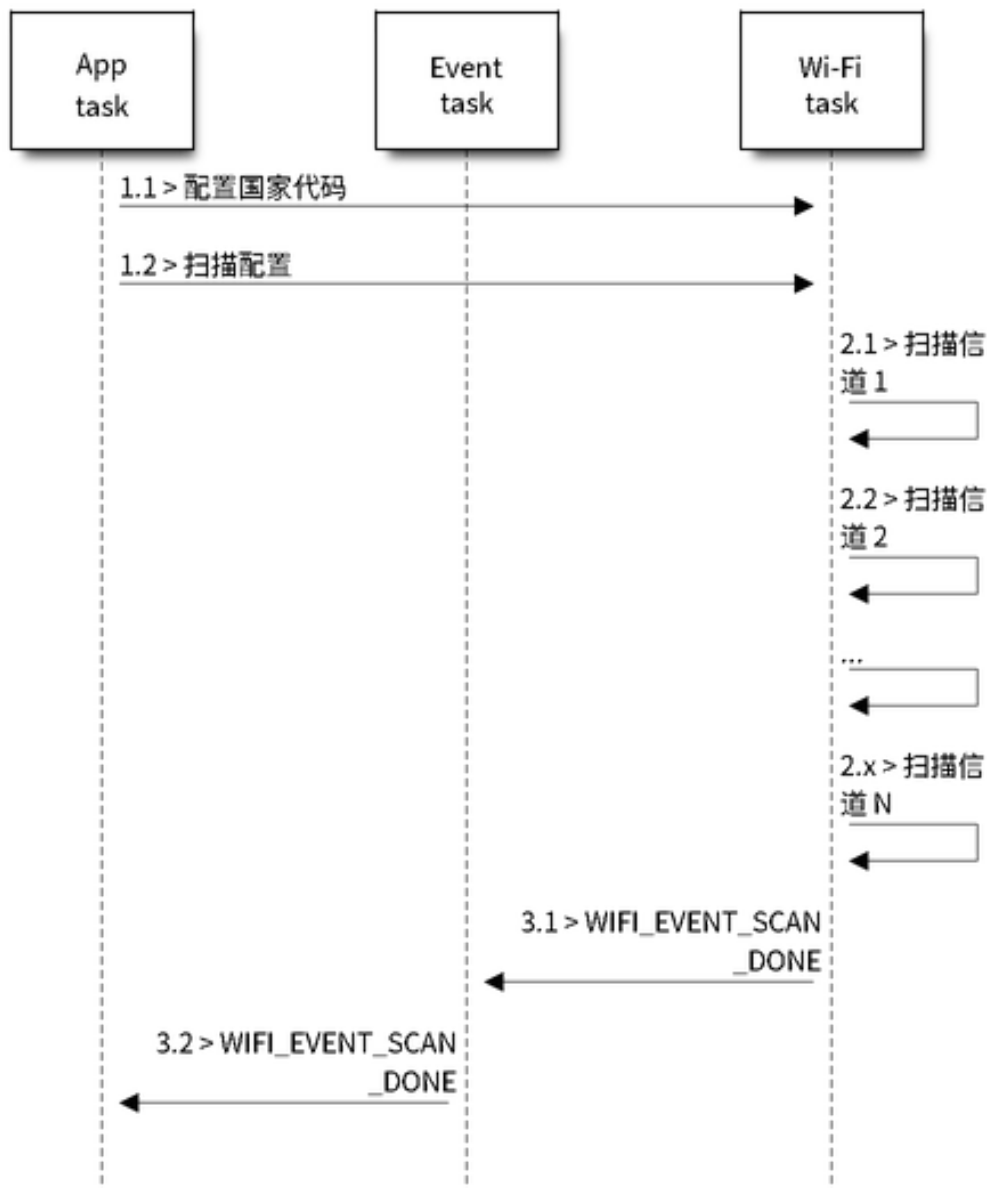 App
task
Event
task
Wi-Fi
task
1.1 > 配置国家代码
1.2 > 扫描配置
2.1 > 扫描信
道 1
2.2 > 扫描信
道 2
...
2.x > 扫描信
道 N
3.1 > WIFI_EVENT_SCAN
_DONE
3.2 > WIFI_EVENT_SCAN
_DONE